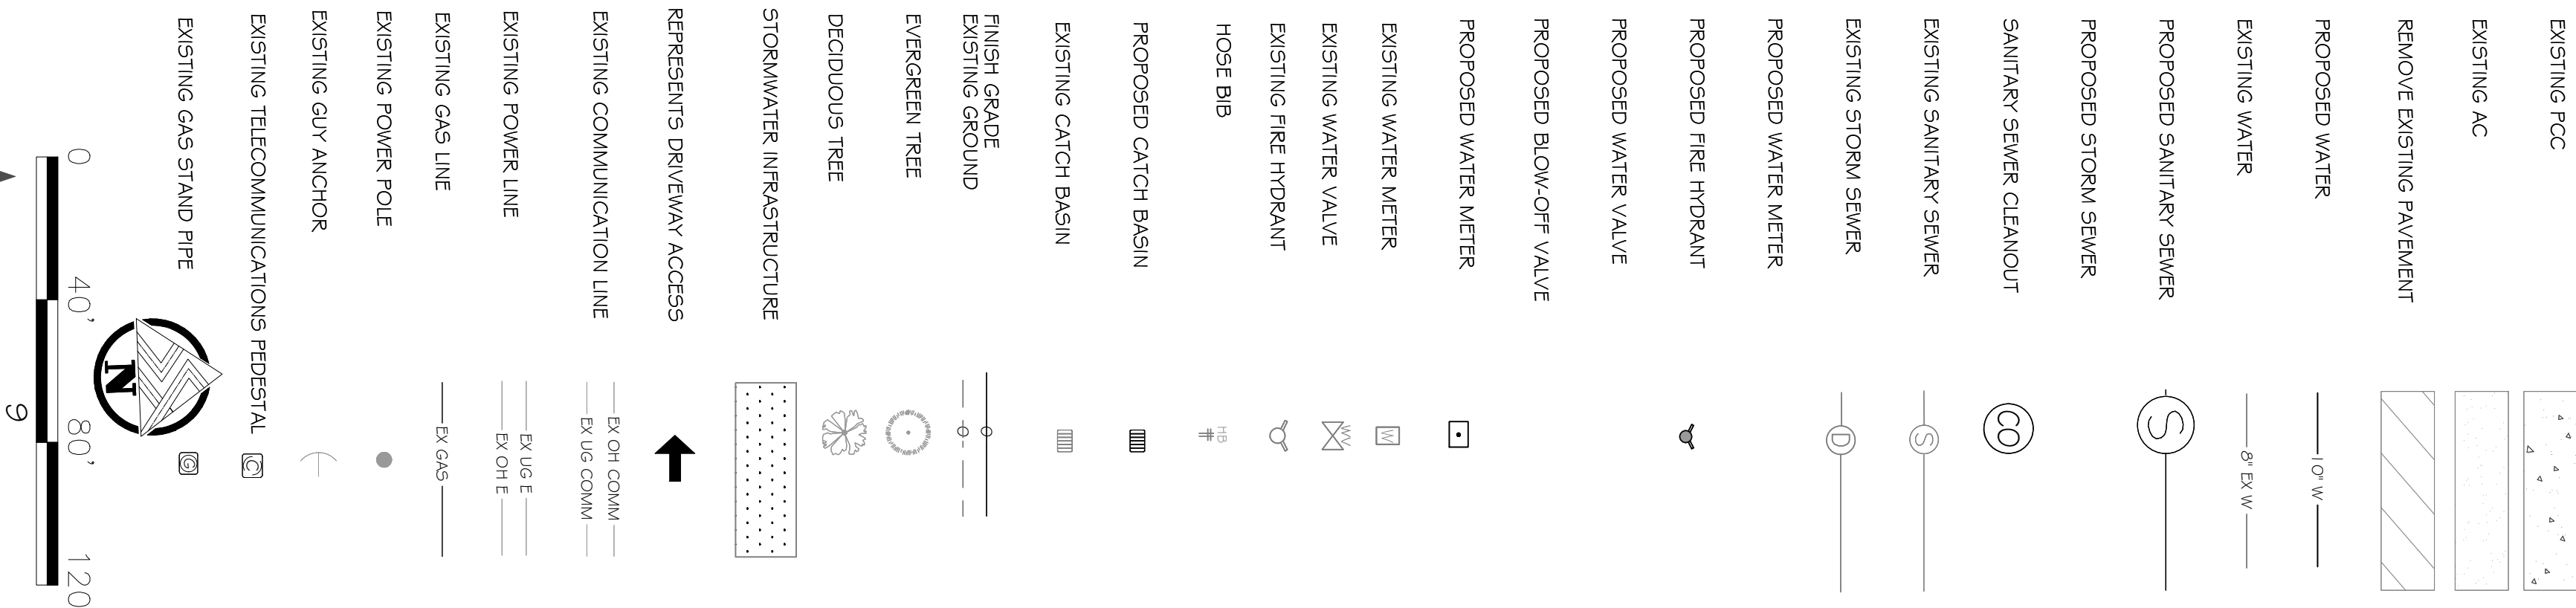 EXISTING PCC
EXISTING AC
REMOVE EXISTING PAVEMENT
PROPOSED WATER
10" W
EXISTING WATER
8" EX W
PROPOSED SANITARY SEWER
S
PROPOSED STORM SEWER
SANITARY SEWER CLEANOUT
CO
EXISTING SANITARY SEWER
S
EXISTING STORM SEWER
D
PROPOSED WATER METER
PROPOSED FIRE HYDRANT
PROPOSED WATER VALVE
PROPOSED BLOW-OFF VALVE
PROPOSED WATER METER
EXISTING WATER METER
W
EXISTING WATER VALVE
WV
EXISTING FIRE HYDRANT
HOSE BIB
HB
PROPOSED CATCH BASIN
EXISTING CATCH BASIN
FINISH GRADE
EXISTING GROUND
EVERGREEN TREE
DECIDUOUS TREE
STORMWATER INFRASTRUCTURE
REPRESENTS DRIVEWAY ACCESS
EXISTING COMMUNICATION LINE
EX OH COMM
EX UG COMM
EXISTING POWER LINE
EX UG E
EX OH E
EXISTING GAS LINE
EX GAS
EXISTING POWER POLE
EXISTING GUY ANCHOR
EXISTING TELECOMMUNICATIONS PEDESTAL
C
EXISTING GAS STAND PIPE
G
N
0 40' 80' 120